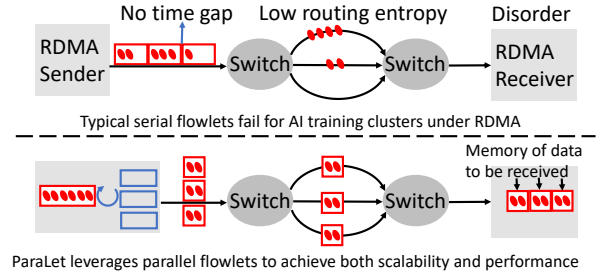 No time gap
Low routing entropy
Disorder
RDMA
Sender
Switch
Switch
RDMA
Receiver
Typical serial flowlets fail for AI training clusters under RDMA
Memory of data
to be received
Switch
Switch
ParaLet leverages parallel flowlets to achieve both scalability and performance